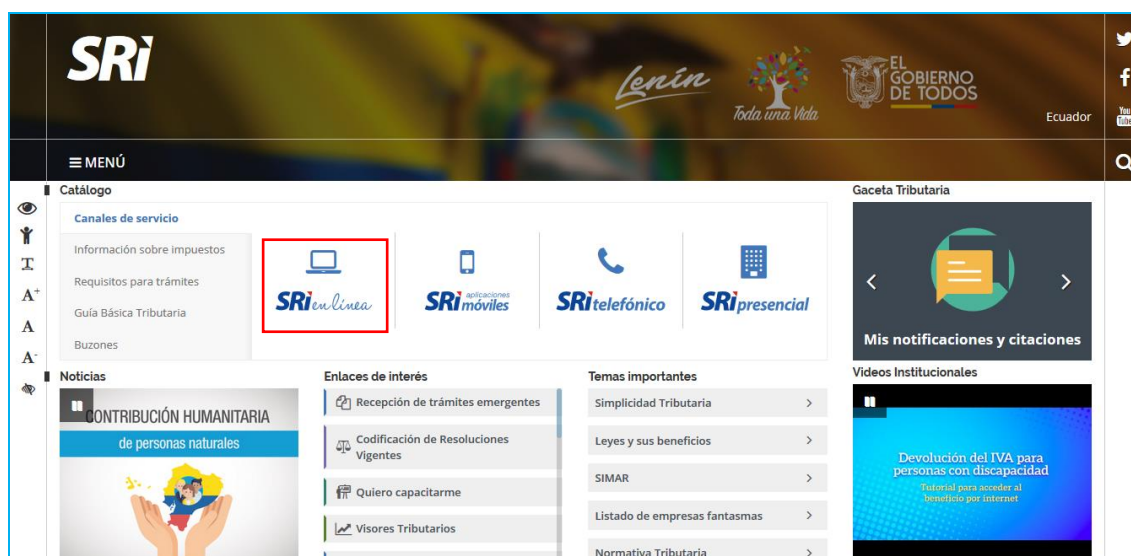 SRi
Lenín
Toda una Vida
EL
GOBIERNO
DE TODOS
Ecuador
You
Tube
MENÚ
Catálogo
Canales de servicio
Información sobre impuestos
Requisitos para trámites
Guía Básica Tributaria
Buzones
SRi en línea
SRi aplicaciones móviles
SRi telefónico
SRi presencial
Gaceta Tributaria
Mis notificaciones y citaciones
T
A+
A
A-
Noticias
CONTRIBUCIÓN HUMANITARIA
de personas naturales
Enlaces de interés
Recepción de trámites emergentes
Codificación de Resoluciones
Vigentes
Quiero capacitarme
Visores Tributarios
Temas importantes
Simplicidad Tributaria
Leyes y sus beneficios
SIMAR
Listado de empresas fantasmas
Normativa Tributaria
Videos Institucionales
Devolución del IVA para
personas con discapacidad
Tutorial para acceder al
beneficio por internet